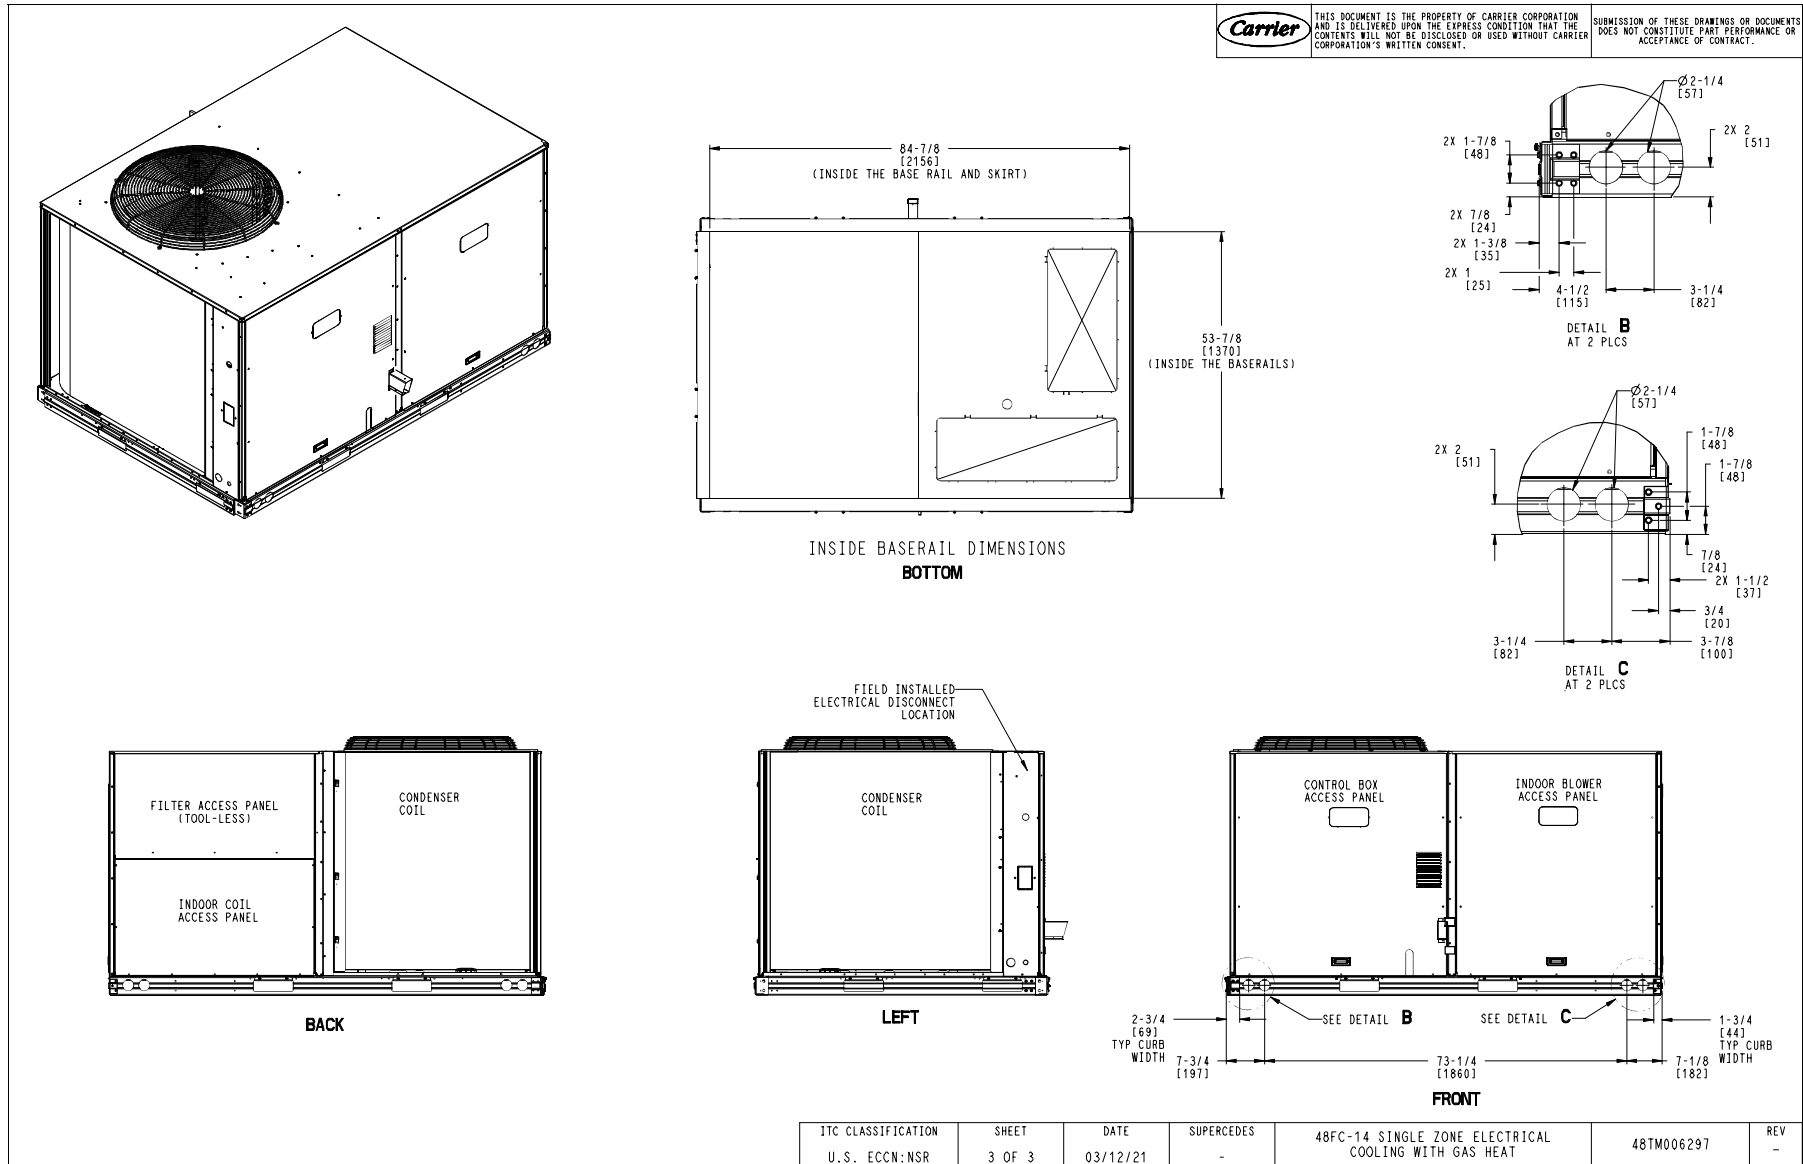 Carrier
THIS DOCUMENT IS THE PROPERTY OF CARRIER CORPORATION
AND IS DELIVERED UPON THE EXPRESS CONDITION THAT THE
CONTENTS WILL NOT BE DISCLOSED OR USED WITHOUT CARRIER
CORPORATION'S WRITTEN CONSENT.
SUBMISSION OF THESE DRAWINGS OR DOCUMENTS
DOES NOT CONSTITUTE PART PERFORMANCE OR
ACCEPTANCE OF CONTRACT.
84-7/8
[2156]
(INSIDE THE BASE RAIL AND SKIRT)
53-7/8
[1370]
(INSIDE THE BASERAILS)
INSIDE BASERAIL DIMENSIONS
BOTTOM
Ø2-1/4
[57]
2X 2
[51]
2X 1-7/8
[48]
2X 7/8
[24]
2X 1-3/8
[35]
2X 1
[25]
4-1/2
[115]
3-1/4
[82]
DETAIL B
AT 2 PLCS
Ø2-1/4
[57]
2X 2
[51]
1-7/8
[48]
1-7/8
[48]
7/8
[24]
2X 1-1/2
[37]
3/4
[20]
3-1/4
[82]
3-7/8
[100]
DETAIL C
AT 2 PLCS
FILTER ACCESS PANEL
(TOOL-LESS)
INDOOR COIL
ACCESS PANEL
CONDENSER
COIL
BACK
FIELD INSTALLED
ELECTRICAL DISCONNECT
LOCATION
CONDENSER
COIL
LEFT
CONTROL BOX
ACCESS PANEL
INDOOR BLOWER
ACCESS PANEL
SEE DETAIL B
SEE DETAIL C
2-3/4
[69]
TYP CURB
WIDTH
7-3/4
[197]
73-1/4
[1860]
7-1/8
[182]
1-3/4
[44]
TYP CURB
WIDTH
FRONT
ITC CLASSIFICATION
U.S. ECCN:NSR
SHEET
3 OF 3
DATE
03/12/21
SUPERCEDES
-
48FC-14 SINGLE ZONE ELECTRICAL
COOLING WITH GAS HEAT
48TM006297
REV
-